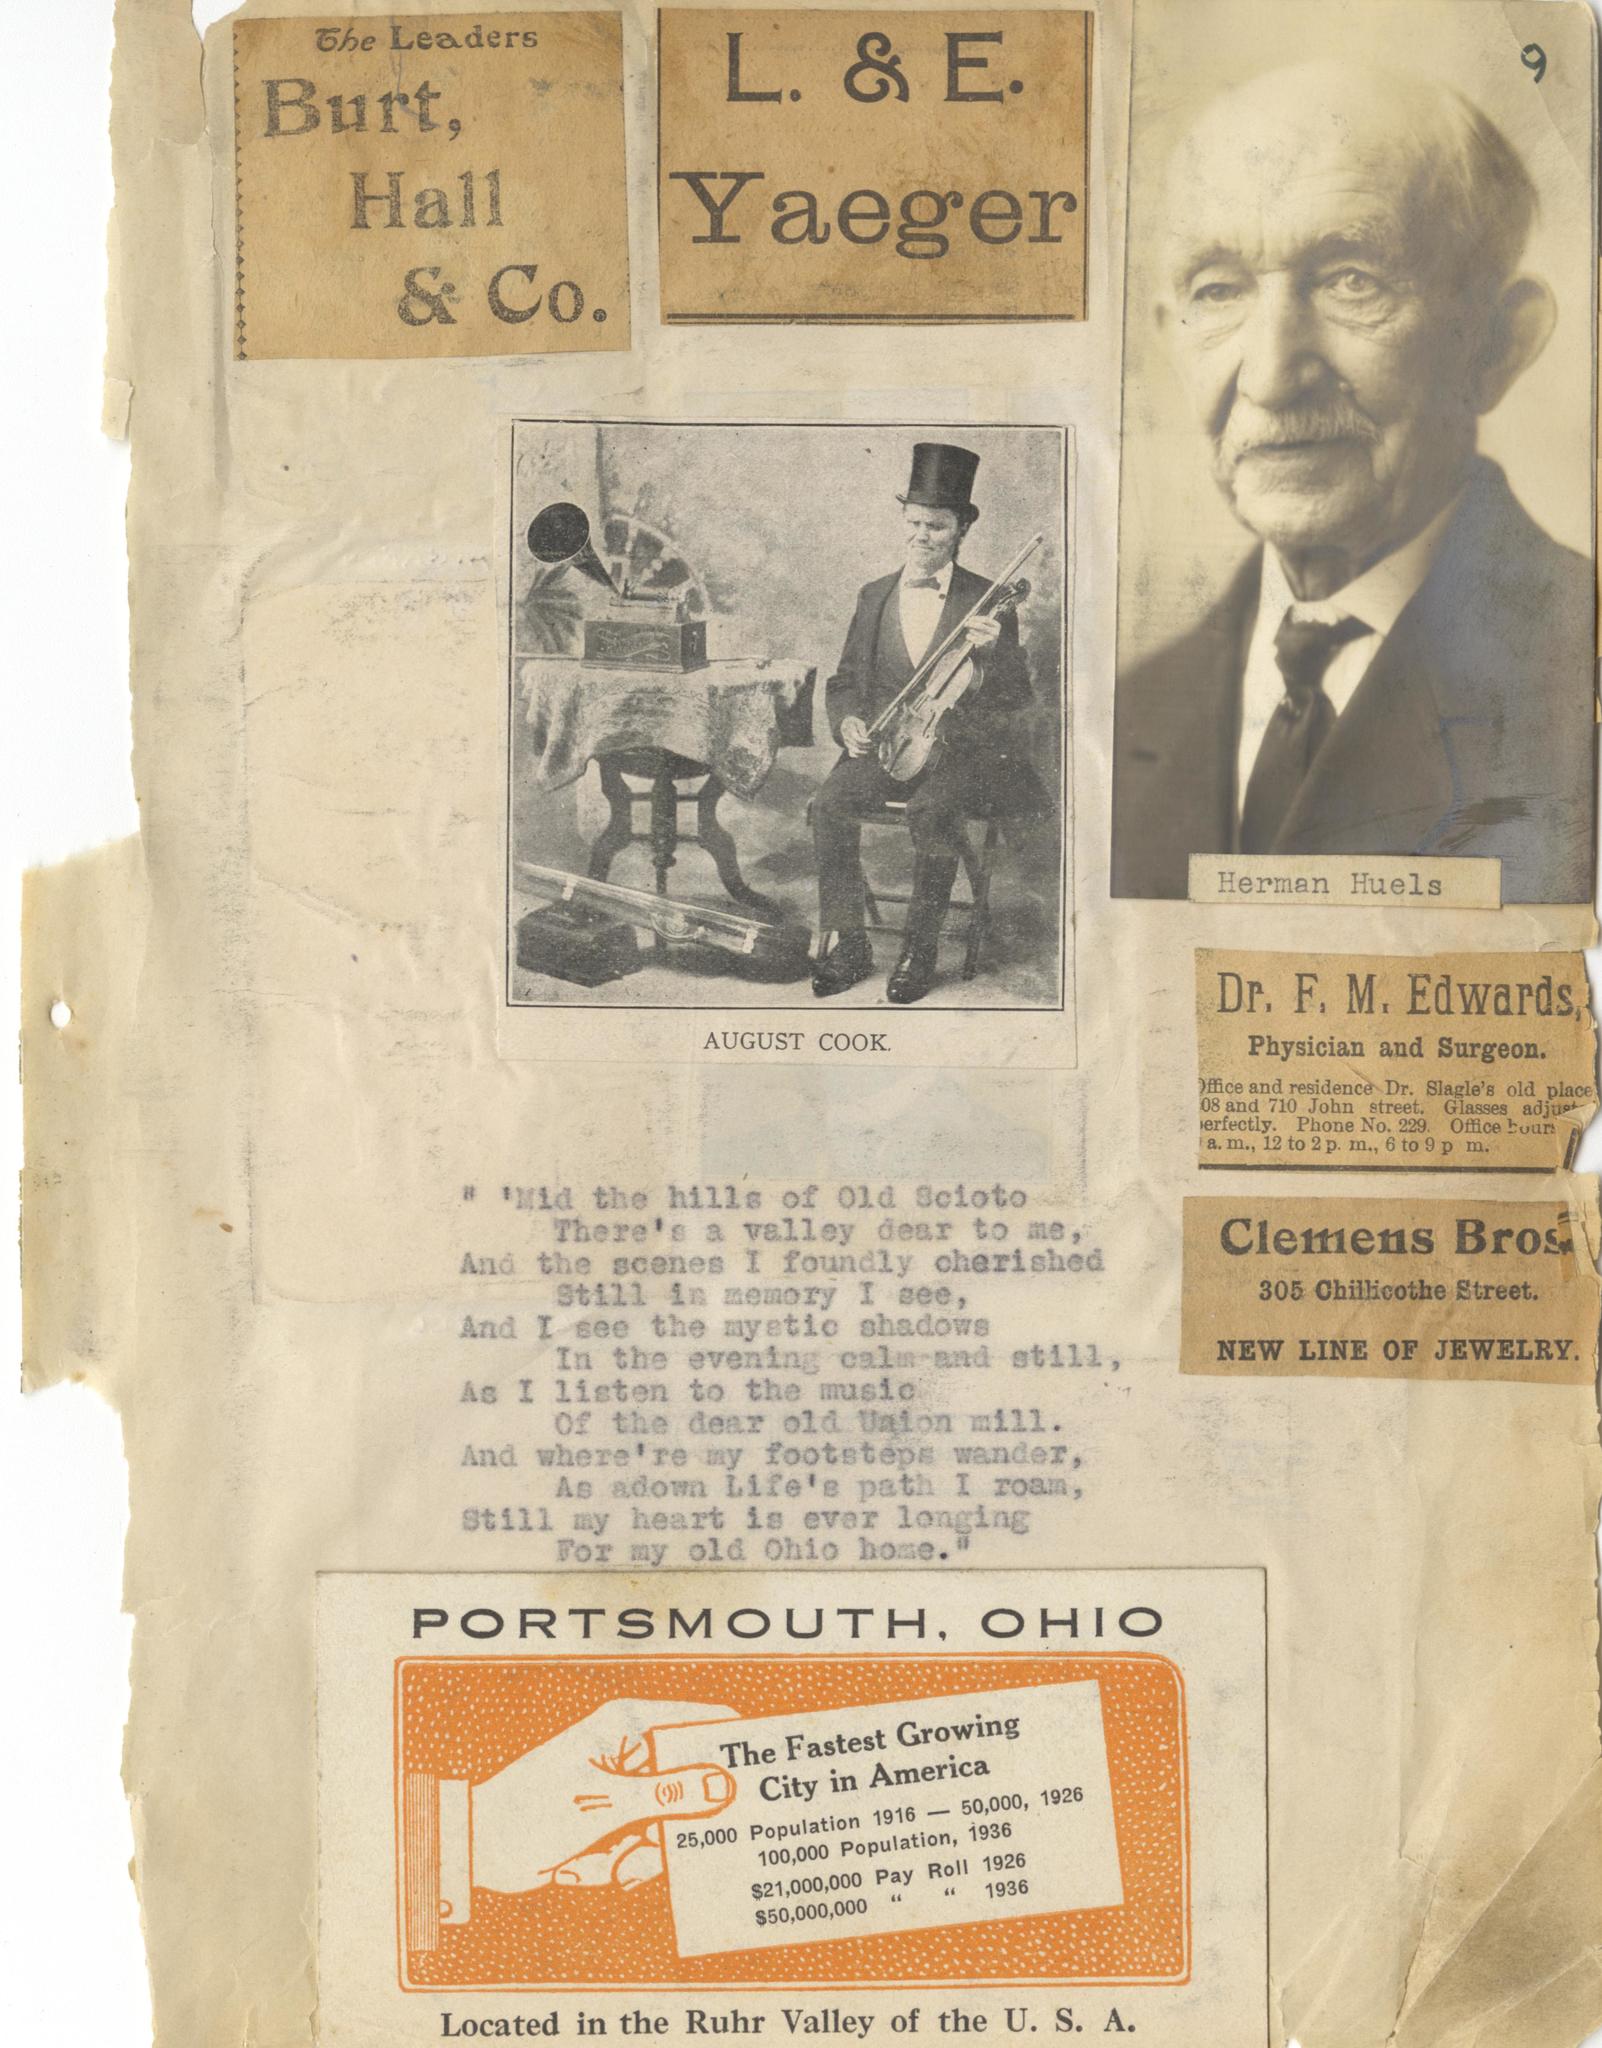 The Leaders
Burt,
Hall
& Co.
L. & E.
Yaeger
9
Herman Huels
AUGUST COOK.
Dr. F. M. Edwards,
Physician and Surgeon.
Office and residence Dr. Slagle's old place
08 and 710 John street. Glasses adjust
erfectly. Phone No. 229. Office hours
a. m., 12 to 2 p. m., 6 to 9 p m.
Clemens Bros.
305 Chillicothe Street.
NEW LINE OF JEWELRY.
" 'Mid the hills of Old Scioto
There's a valley dear to me,
And the scenes I foundly cherished
Still in memory I see,
And I see the mystic shadows
In the evening calm and still,
As I listen to the music
Of the dear old Union mill.
And where're my footsteps wander,
As adown Life's path I roam,
Still my heart is ever longing
For my old Ohio home."
PORTSMOUTH, OHIO
The Fastest Growing
City in America
25,000 Population 1916 — 50,000, 1926
100,000 Population, 1936
$21,000,000 Pay Roll 1926
$50,000,000 " " 1936
Located in the Ruhr Valley of the U. S. A.